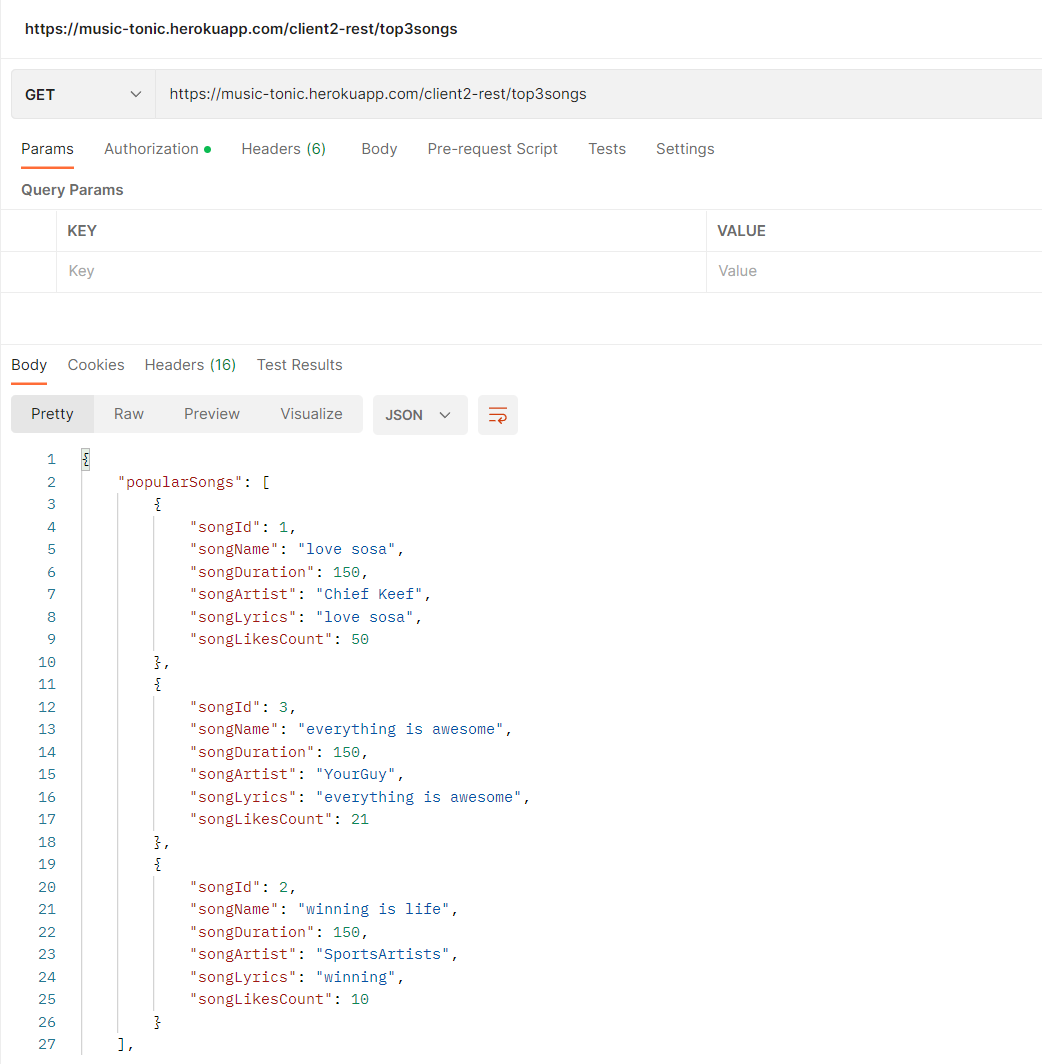 https://music-tonic.herokuapp.com/client2-rest/top3songs
GET https://music-tonic.herokuapp.com/client2-rest/top3songs
Params Authorization Headers (6) Body Pre-request Script Tests Settings
Query Params
KEY VALUE
Key Value
Body Cookies Headers (16) Test Results
Pretty Raw Preview Visualize JSON
1 {
2 "popularSongs": [
3 {
4 "songId": 1,
5 "songName": "love sosa",
6 "songDuration": 150,
7 "songArtist": "Chief Keef",
8 "songLyrics": "love sosa",
9 "songLikesCount": 50
10 },
11 {
12 "songId": 3,
13 "songName": "everything is awesome",
14 "songDuration": 150,
15 "songArtist": "YourGuy",
16 "songLyrics": "everything is awesome",
17 "songLikesCount": 21
18 },
19 {
20 "songId": 2,
21 "songName": "winning is life",
22 "songDuration": 150,
23 "songArtist": "SportsArtists",
24 "songLyrics": "winning",
25 "songLikesCount": 10
26 }
27 ],